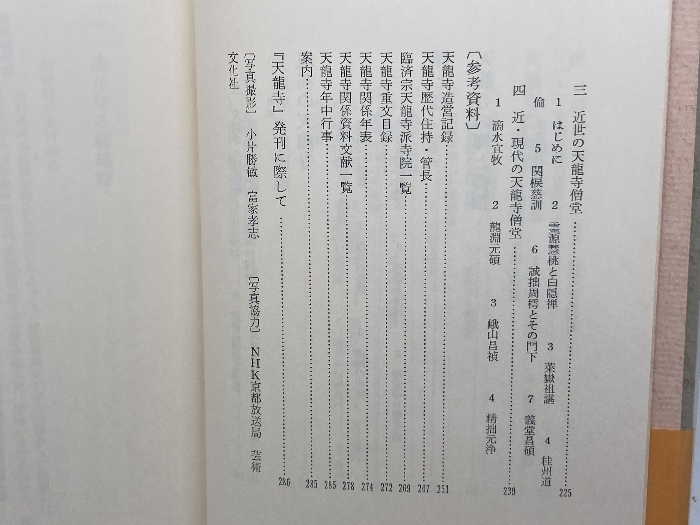 三 近世の天龍寺僧堂……………………225
1 はじめに 2 霊源慧桃と白隠禅 3 菓嶽祖諶 4 桂州道
倫 5 関棙慈訓 6 誠拙周樗とその門下 7 義堂昌碩
四 近・現代の天龍寺僧堂……………………239
1 滴水宜牧 2 龍淵元碩 3 峨山昌禎 4 精拙元浄
〔参考資料〕
天龍寺造営記録……………………251
天龍寺歴代住持・管長……………………267
臨済宗天龍寺派寺院一覧……………………269
天龍寺重文目録……………………272
天龍寺関係年表……………………274
天龍寺関係資料文献一覧……………………278
天龍寺年中行事……………………285
案内……………………285
『天龍寺』発刊に際して……………………286
〔写真撮影〕 小片勝敏 富家孝志 〔写真協力〕 NHK京都放送局 芸術
文化社